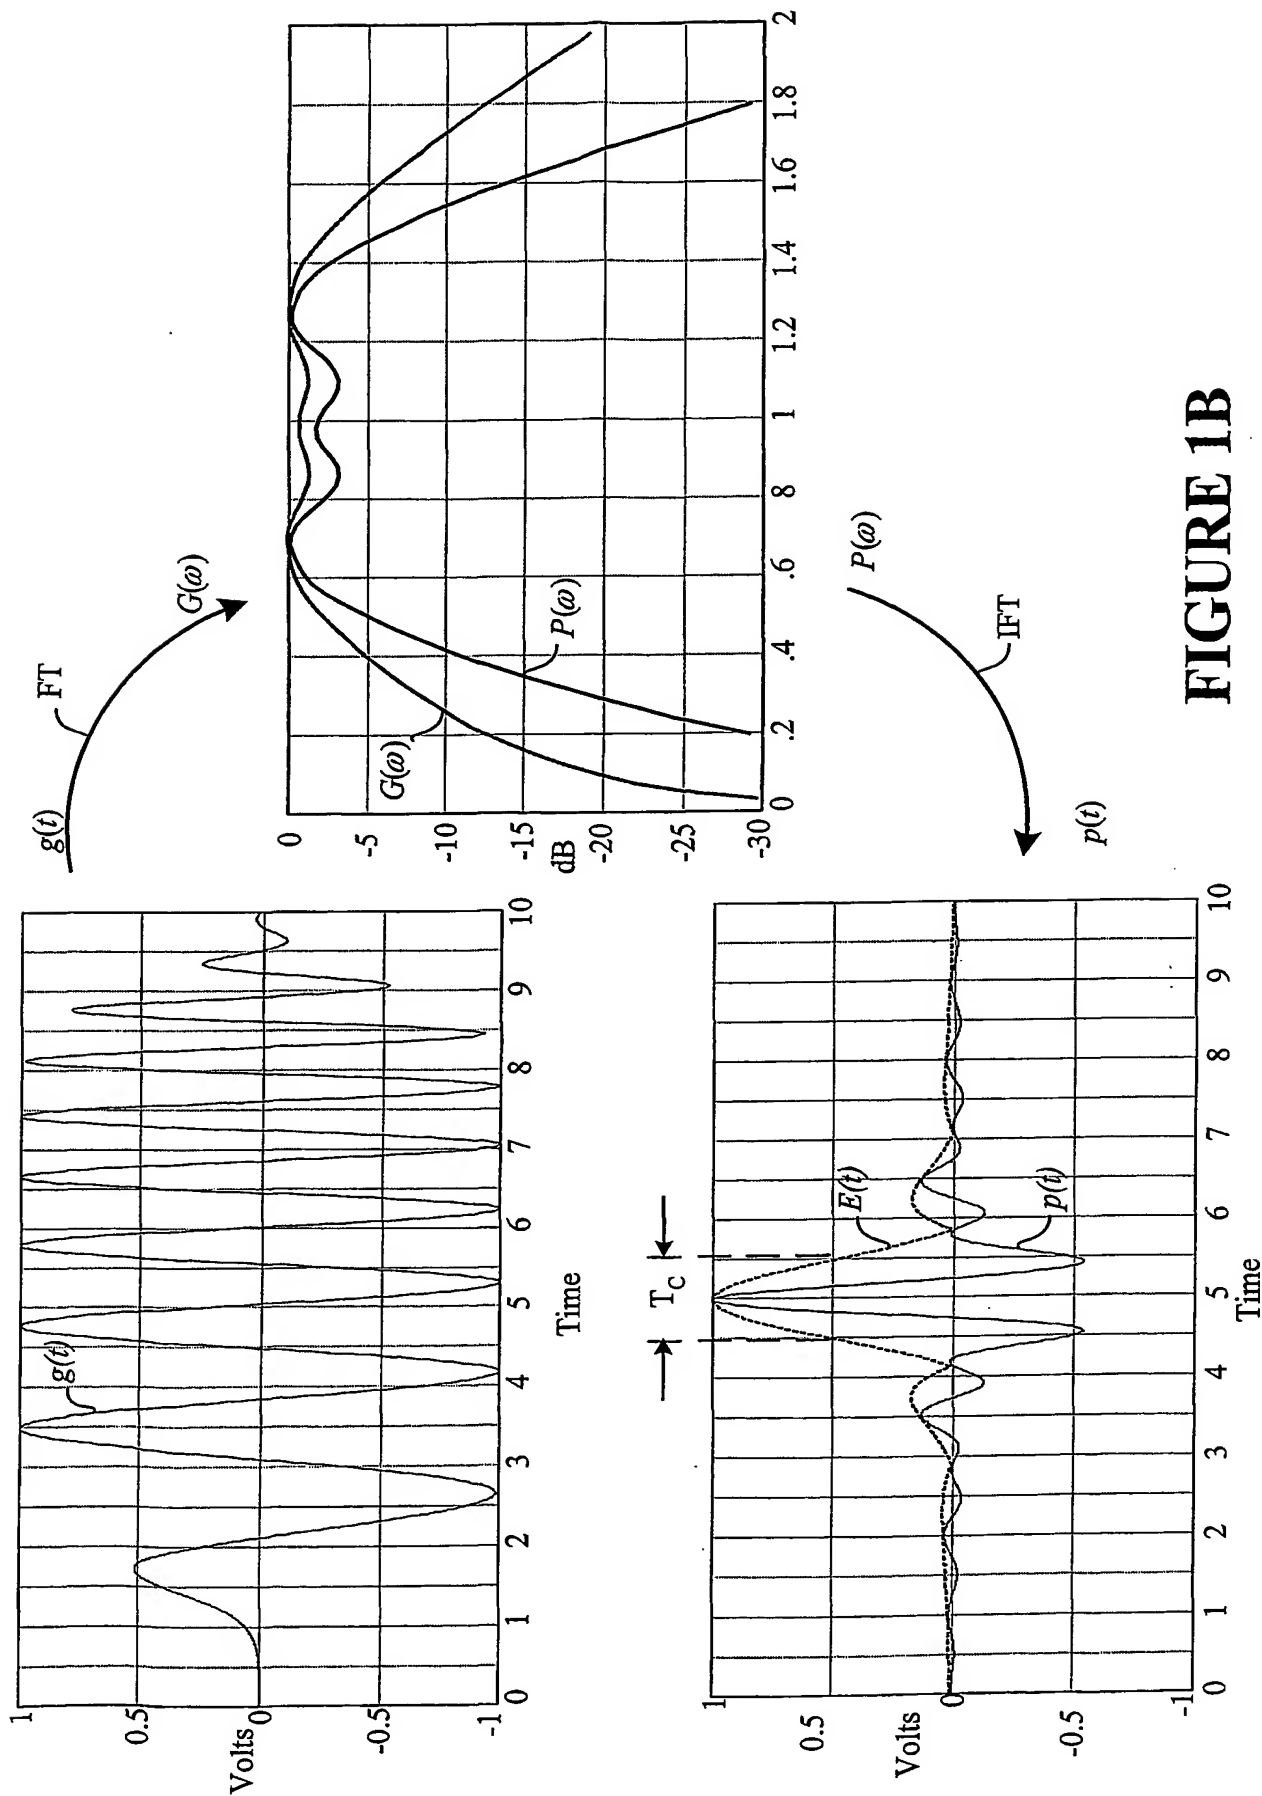 g(t)
FT
G(ω)
1
0.5
Volts
0
-0.5
-1
g(t)
0
1
2
3
4
5
6
7
8
9
10
Time
0
-5
-10
-15
dB
-20
-25
-30
G(ω)
P(ω)
0
.2
.4
.6
.8
1
1.2
1.4
1.6
1.8
2
1
0.5
Volts
0
-0.5
-1
T_C
E(t)
p(t)
0
1
2
3
4
5
6
7
8
9
10
Time
P(ω)
IFT
p(t)
FIGURE 1B